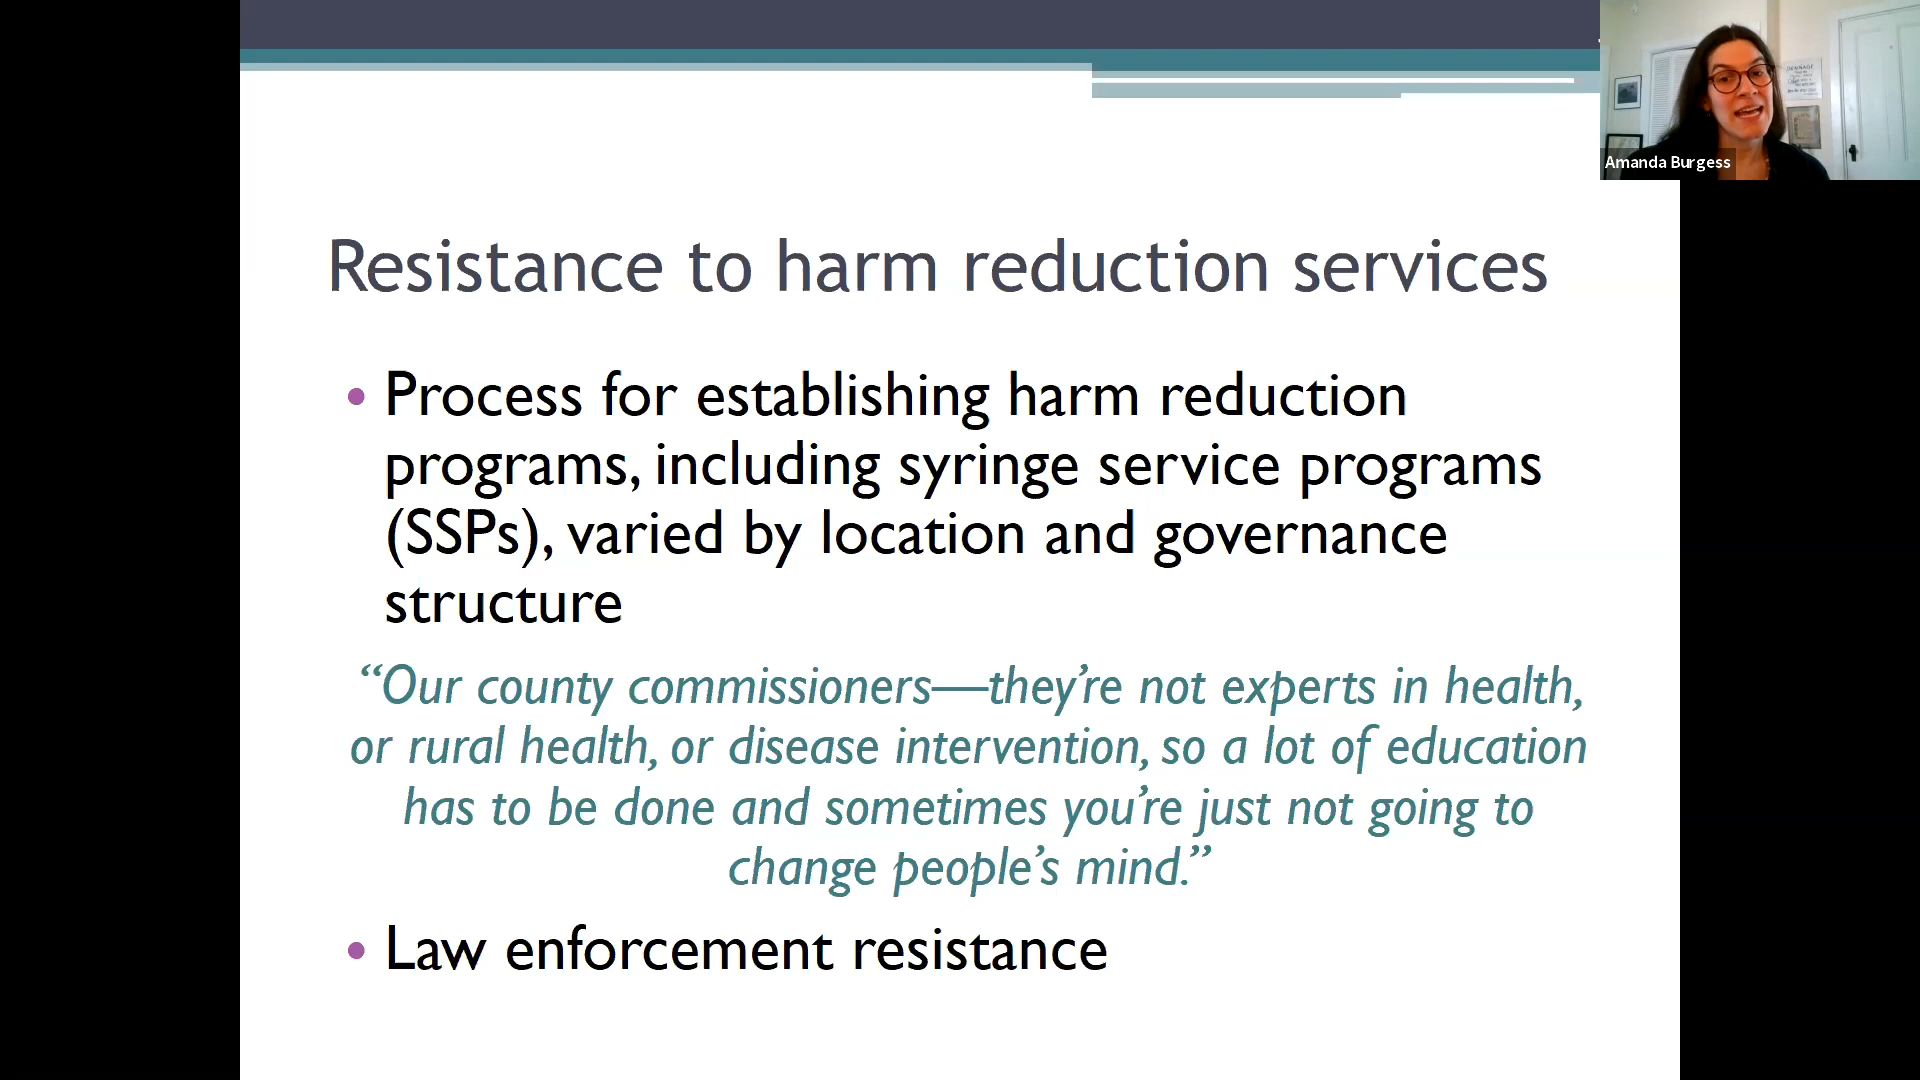 Amanda Burgess
Resistance to harm reduction services
• Process for establishing harm reduction
programs, including syringe service programs
(SSPs), varied by location and governance
structure
“Our county commissioners—they’re not experts in health,
or rural health, or disease intervention, so a lot of education
has to be done and sometimes you’re just not going to
change people’s mind.”
• Law enforcement resistance